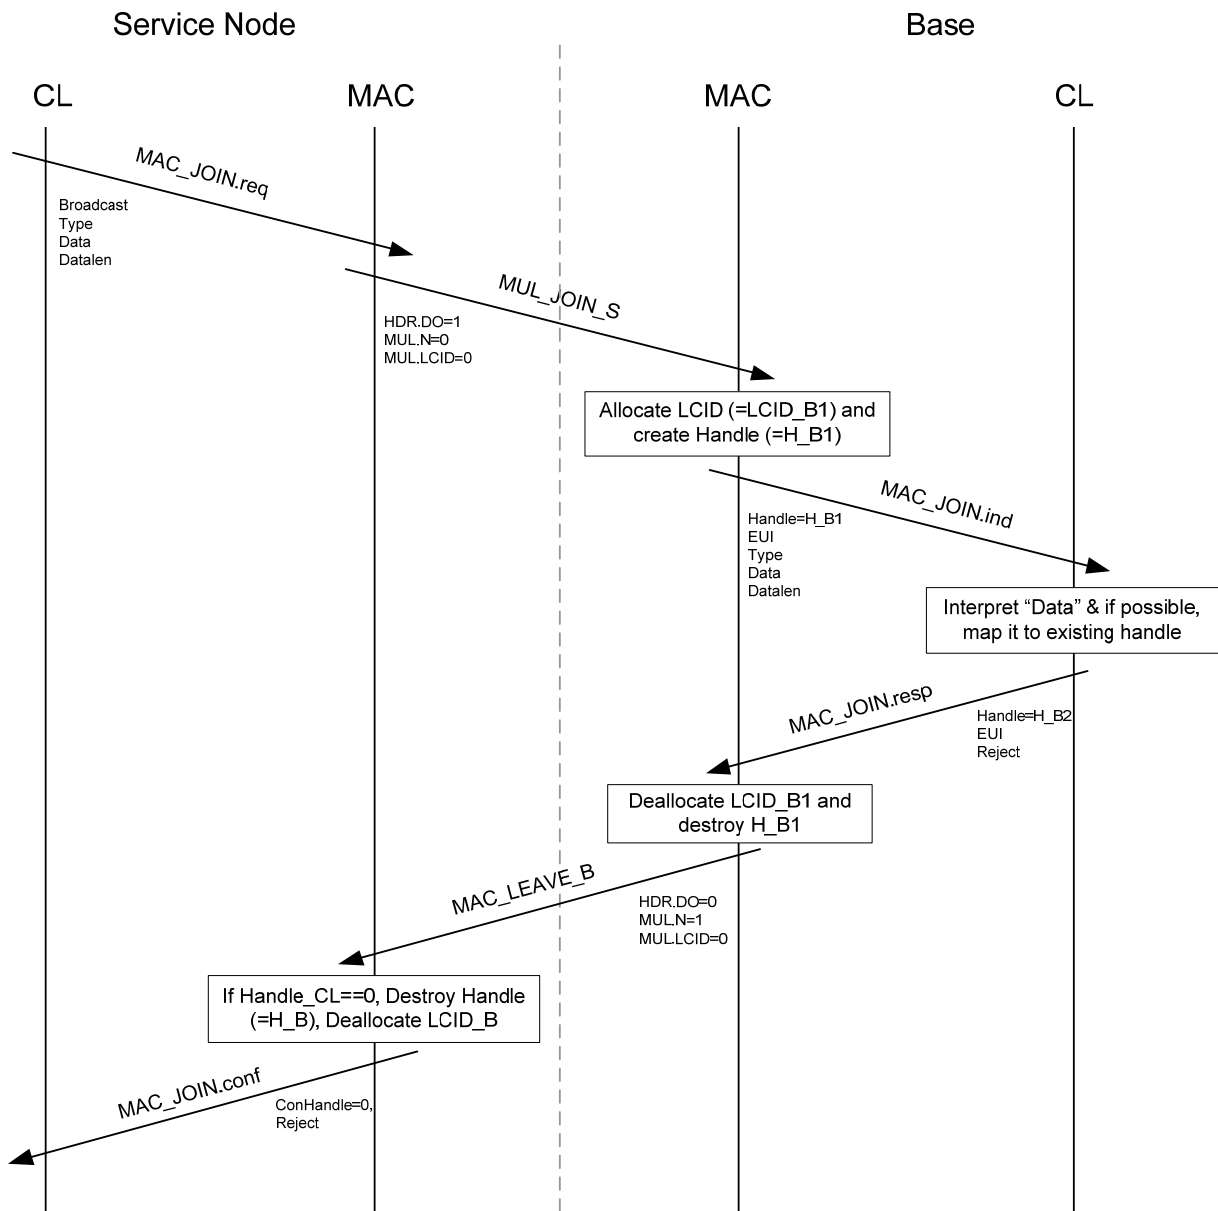 Service Node
Base
CL
MAC
MAC
CL
MAC_JOIN.req
Broadcast
Type
Data
Datalen
MUL_JOIN_S
HDR.DO=1
MUL.N=0
MUL.LCID=0
Allocate LCID (=LCID_B1) and
create Handle (=H_B1)
MAC_JOIN.ind
Handle=H_B1
EUI
Type
Data
Datalen
Interpret “Data” & if possible,
map it to existing handle
MAC_JOIN.resp
Handle=H_B2
EUI
Reject
Deallocate LCID_B1 and
destroy H_B1
MAC_LEAVE_B
HDR.DO=0
MUL.N=1
MUL.LCID=0
If Handle_CL==0, Destroy Handle
(=H_B), Deallocate LCID_B
MAC_JOIN.conf
ConHandle=0,
Reject